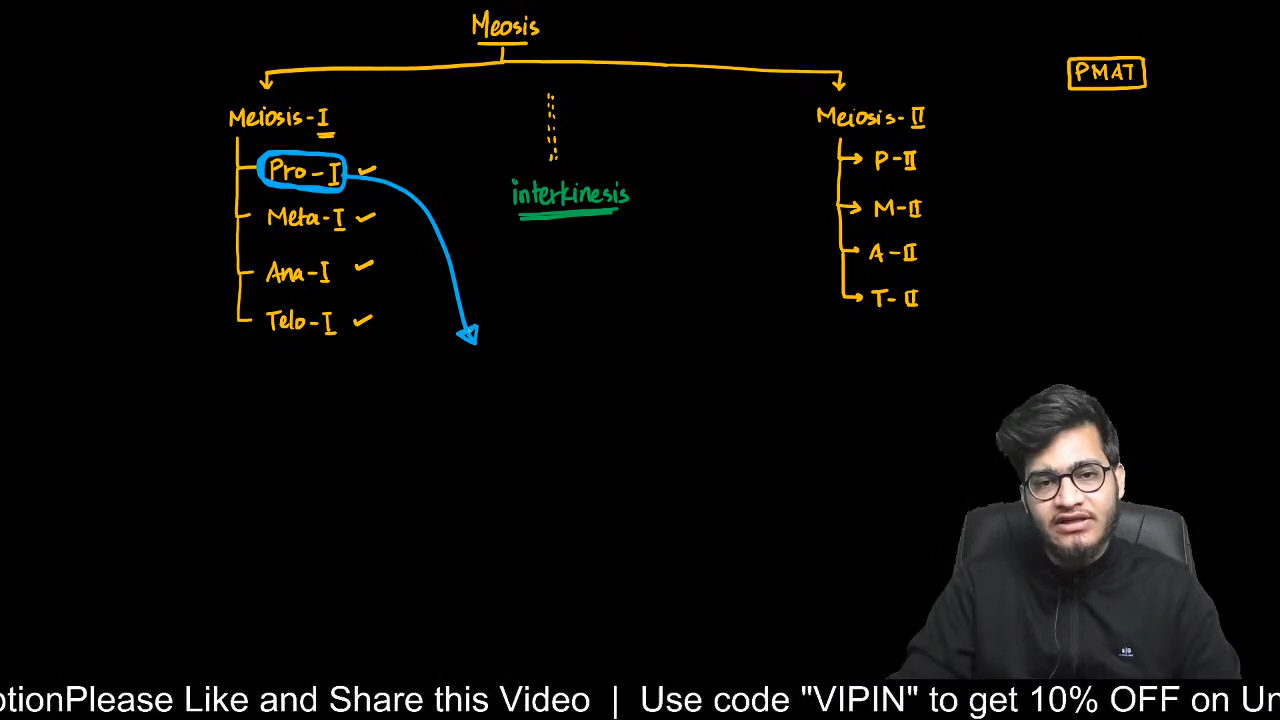 Meosis
PMAT
Meiosis-I
Pro-I ✓
Meta-I ✓
Ana-I ✓
Telo-I ✓
interkinesis
Meiosis-II
P-II
M-II
A-II
T-II
otionPlease Like and Share this Video | Use code "VIPIN" to get 10% OFF on Un